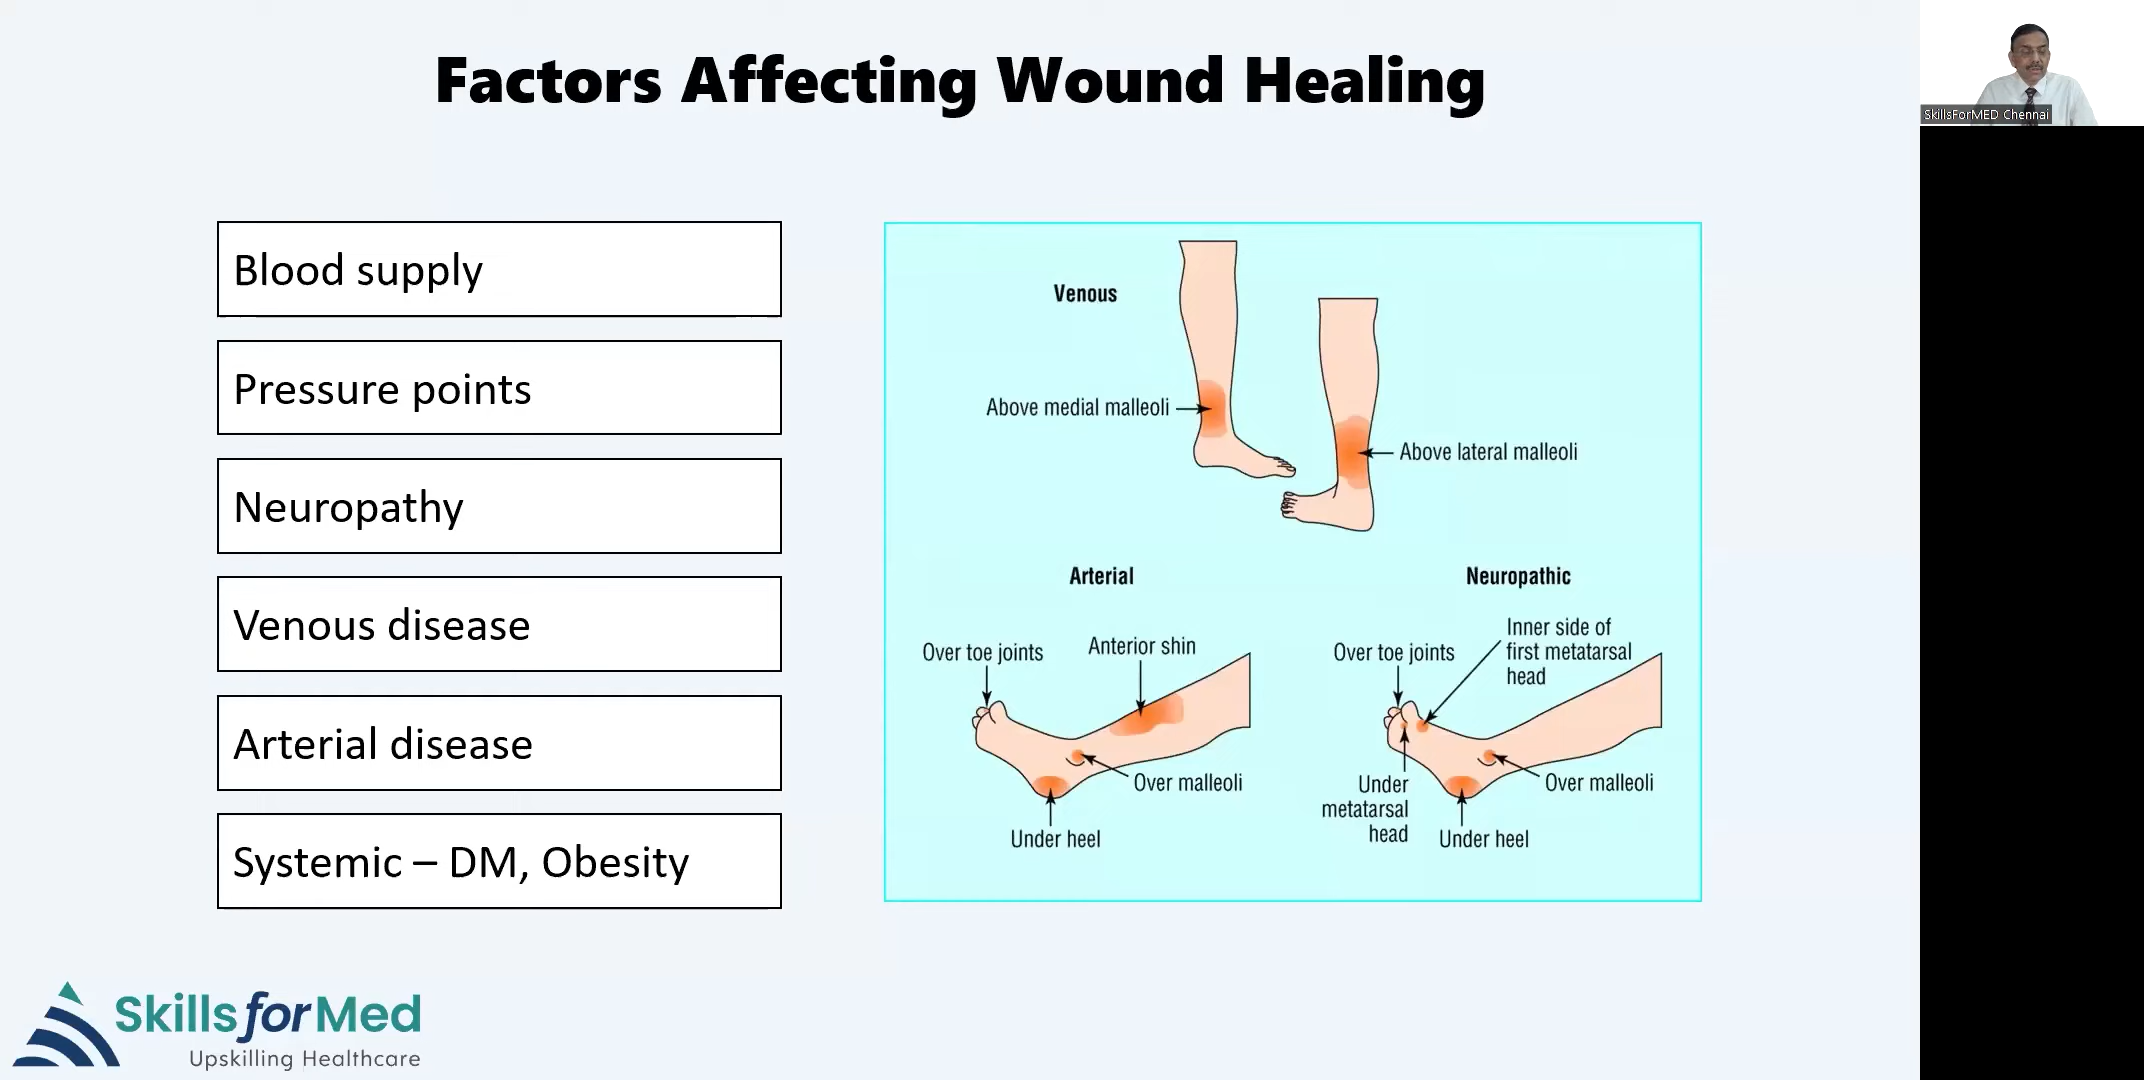 Factors Affecting Wound Healing
SkillsForMED Chennai
Blood supply
Pressure points
Neuropathy
Venous disease
Arterial disease
Systemic – DM, Obesity
Venous
Above medial malleoli
Above lateral malleoli
Arterial
Over toe joints
Anterior shin
Over malleoli
Under heel
Neuropathic
Over toe joints
Inner side of
first metatarsal
head
Under
metatarsal
head
Over malleoli
Under heel
SkillsforMed
Upskilling Healthcare